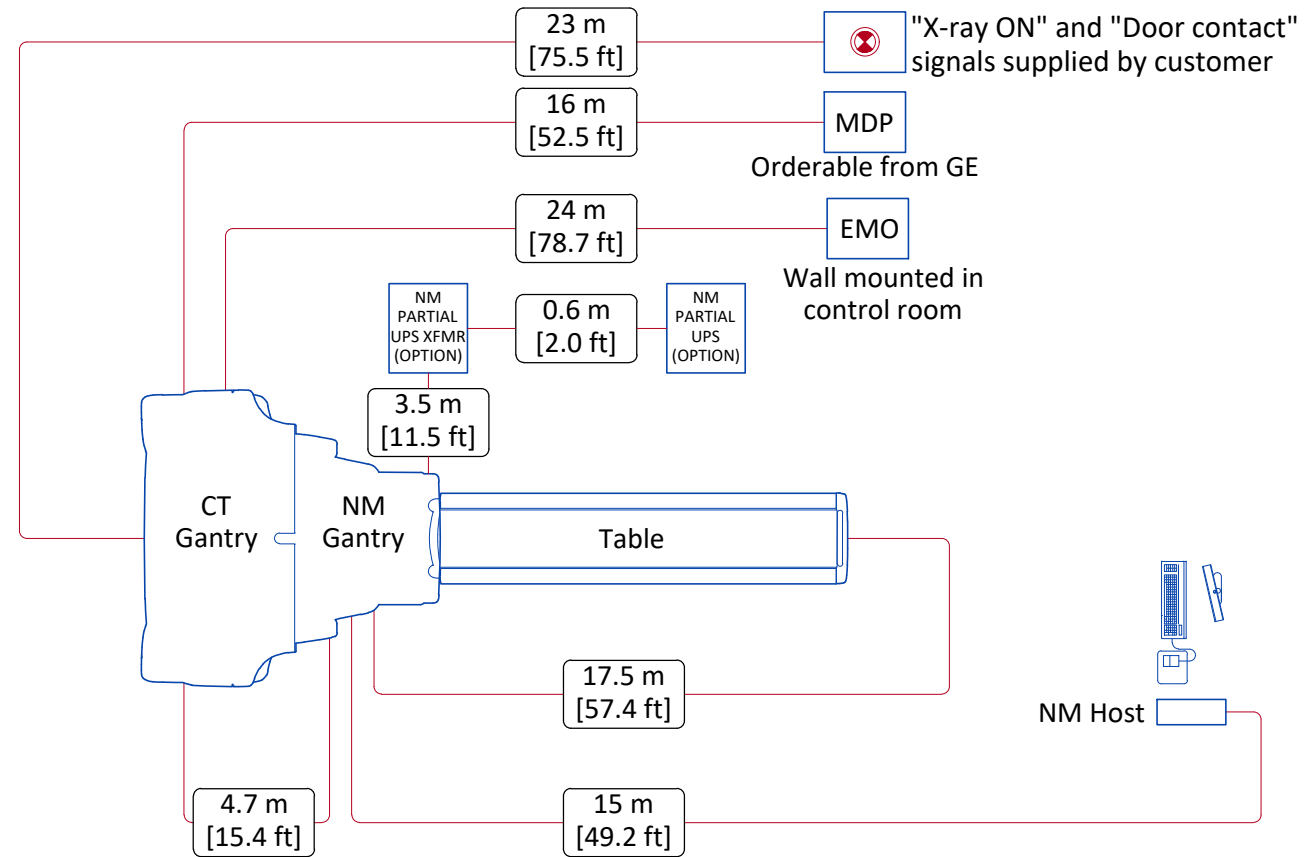 23 m
[75.5 ft]
"X-ray ON" and "Door contact"
signals supplied by customer
16 m
[52.5 ft]
MDP
Orderable from GE
24 m
[78.7 ft]
EMO
Wall mounted in
control room
NM
PARTIAL
UPS XFMR
(OPTION)
0.6 m
[2.0 ft]
NM
PARTIAL
UPS
(OPTION)
3.5 m
[11.5 ft]
CT
Gantry
NM
Gantry
Table
17.5 m
[57.4 ft]
NM Host
4.7 m
[15.4 ft]
15 m
[49.2 ft]